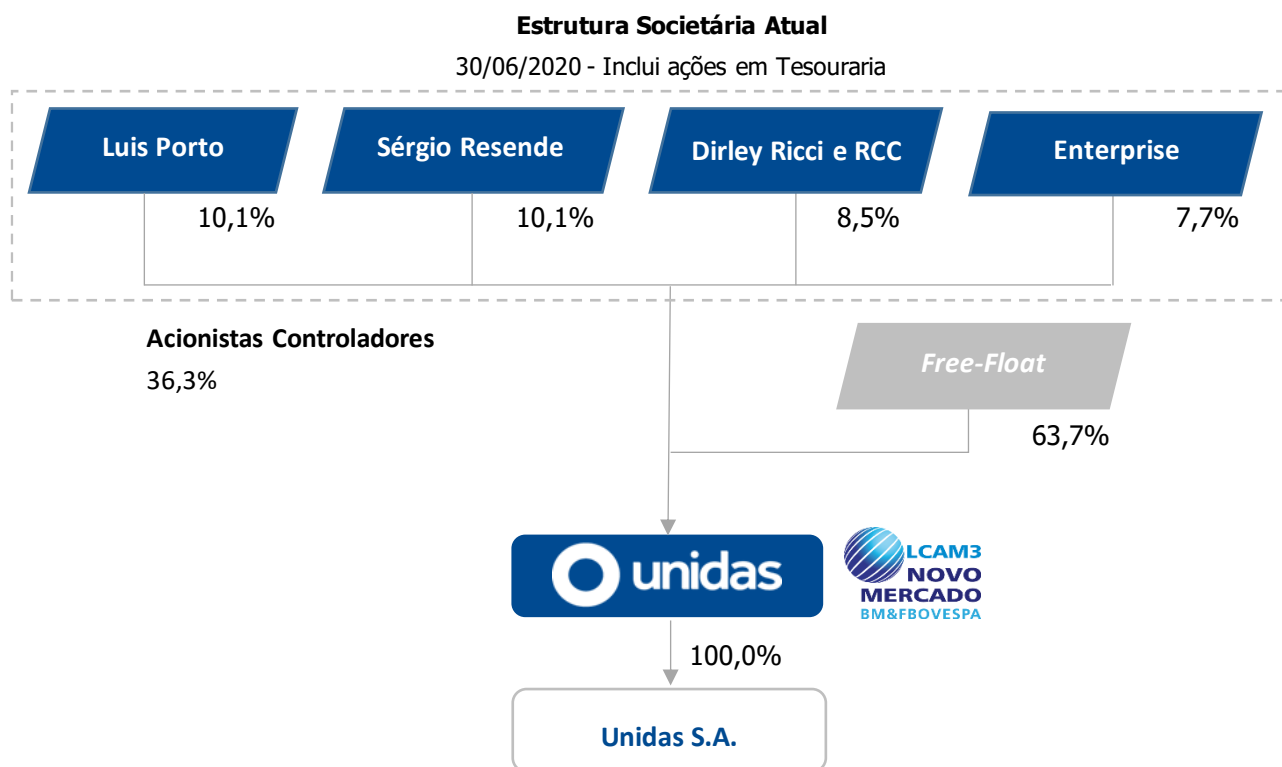 Estrutura Societária Atual
30/06/2020 - Inclui ações em Tesouraria
Luis Porto
Sérgio Resende
Dirley Ricci e RCC
Enterprise
10,1%
10,1%
8,5%
7,7%
Acionistas Controladores
36,3%
Free-Float
63,7%
unidas
LCAM3
NOVO
MERCADO
BM&FBOVESPA
100,0%
Unidas S.A.